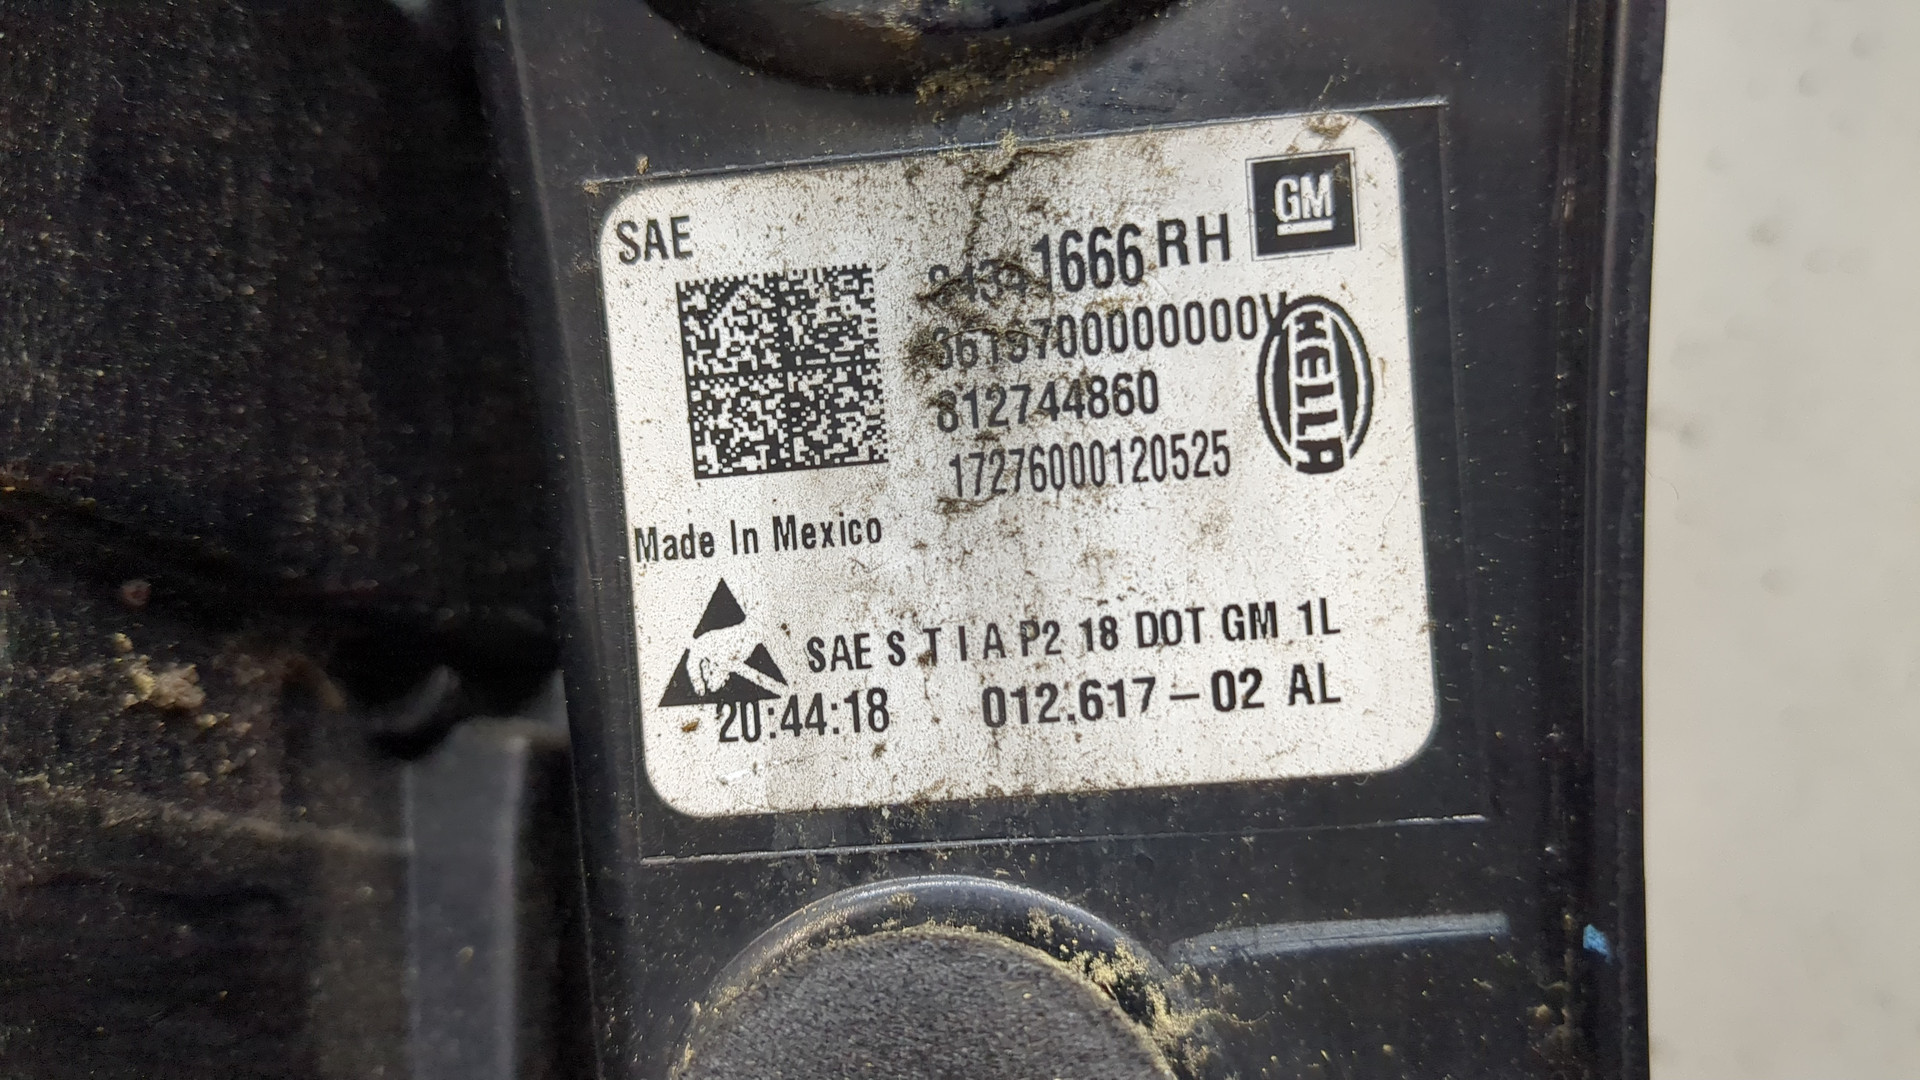 SAE
1666 RH
GM
812744860
HELLA
17276000120525
Made In Mexico
SAE S T I A P2 18 DOT GM 1L
20:44:18 012.617-02 AL